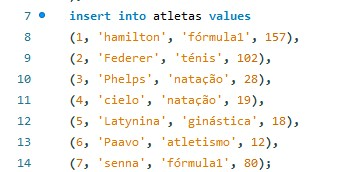 7 insert into atletas values
8 (1, 'hamilton', 'fórmula1', 157),
9 (2, 'Federer', 'ténis', 102),
10 (3, 'Phelps', 'natação', 28),
11 (4, 'cielo', 'natação', 19),
12 (5, 'Latynina', 'ginástica', 18),
13 (6, 'Paavo', 'atletismo', 12),
14 (7, 'senna', 'fórmula1', 80);